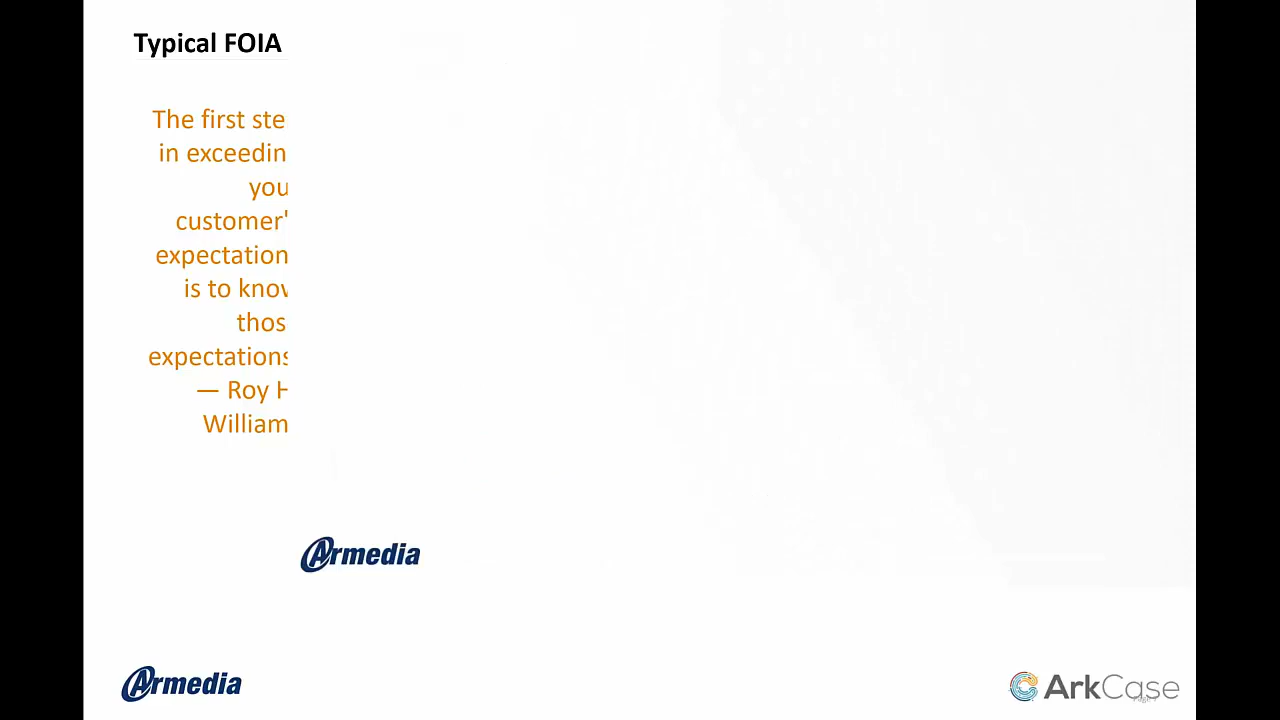 Typical FOIA
The first ste
in exceedin
you
customer'
expectation
is to know
thos
expectations
— Roy H
William
Armedia
Armedia
ArkCase